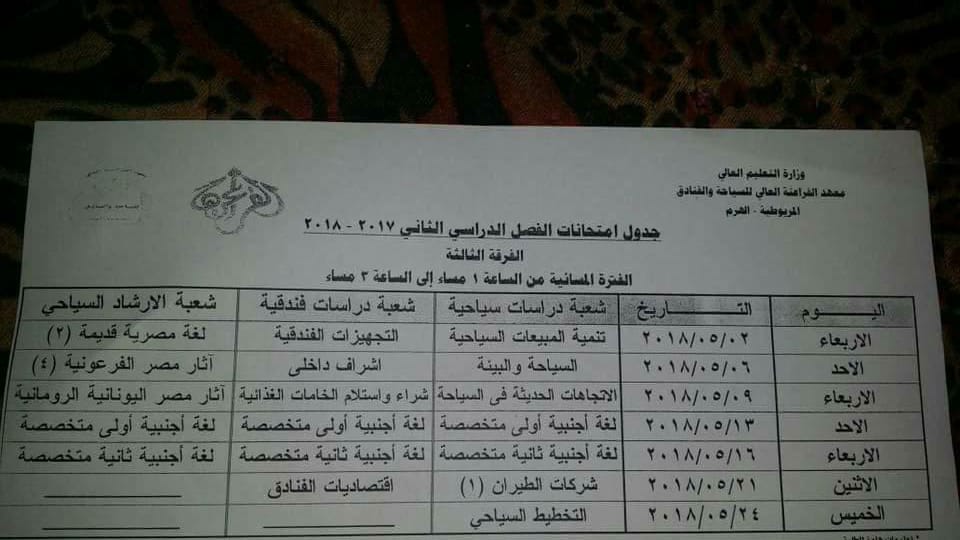 وزارة التعليم العالي
معهد الفراعنة العالي للسياحة والفنادق
المريوطية - الهرم
جدول امتحانات الفصل الدراسي الثاني ٢٠١٧ - ٢٠١٨
الفرقة الثالثة
الفترة المسائية من الساعة ١ مساء إلى الساعة ٣ مساء
اليـــــوم التـــاريخ شعبة دراسات سياحية شعبة دراسات فندقية شعبة الارشاد السياحي
الاربعاء ٢٠١٨/٠٥/٠٢ تنمية المبيعات السياحية التجهيزات الفندقية لغة مصرية قديمة (٢)
الاحد ٢٠١٨/٠٥/٠٦ السياحة والبيئة اشراف داخلى آثار مصر الفرعونية (٤)
الاربعاء ٢٠١٨/٠٥/٠٩ الاتجاهات الحديثة فى السياحة شراء واستلام الخامات الغذائية آثار مصر اليونانية الرومانية
الاحد ٢٠١٨/٠٥/١٣ لغة أجنبية أولى متخصصة لغة أجنبية أولى متخصصة لغة أجنبية أولى متخصصة
الاربعاء ٢٠١٨/٠٥/١٦ لغة أجنبية ثانية متخصصة لغة أجنبية ثانية متخصصة لغة أجنبية ثانية متخصصة
الاثنين ٢٠١٨/٠٥/٢١ شركات الطيران (١) اقتصاديات الفنادق
الخميس ٢٠١٨/٠٥/٢٤ التخطيط السياحي